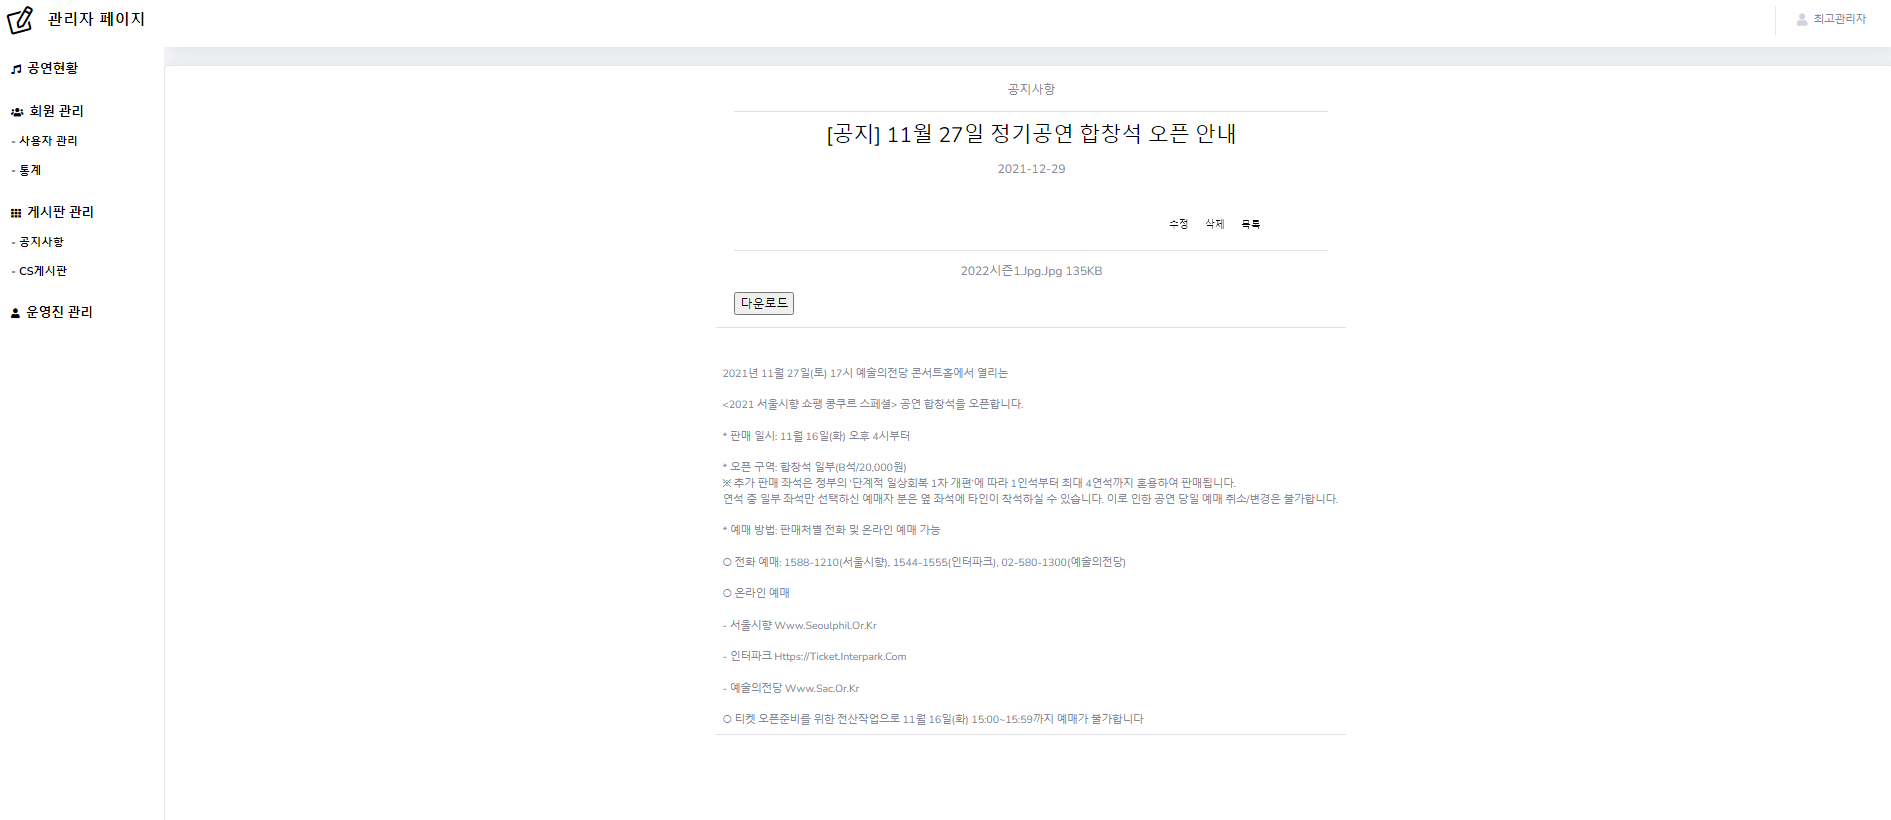 관리자 페이지
최고관리자
공연현황
회원 관리
- 사용자 관리
- 통계
게시판 관리
- 공지사항
- CS게시판
운영진 관리
공지사항
[공지] 11월 27일 정기공연 합창석 오픈 안내
2021-12-29
수정 삭제 목록
2022시즌1.Jpg.Jpg 135KB
다운로드
2021년 11월 27일(토) 17시 예술의전당 콘서트홀에서 열리는
<2021 서울시향 쇼팽 콩쿠르 스페셜> 공연 합창석을 오픈합니다.
* 판매 일시: 11월 16일(화) 오후 4시부터
* 오픈 구역: 합창석 일부(B석/20,000원)
※ 추가 판매 좌석은 정부의 '단계적 일상회복 1차 개편'에 따라 1인석부터 최대 4연석까지 혼용하여 판매됩니다.
연석 중 일부 좌석만 선택하신 예매자 분은 옆 좌석에 타인이 착석하실 수 있습니다. 이로 인한 공연 당일 예매 취소/변경은 불가합니다.
* 예매 방법: 판매처별 전화 및 온라인 예매 가능
○ 전화 예매: 1588-1210(서울시향), 1544-1555(인터파크), 02-580-1300(예술의전당)
○ 온라인 예매
- 서울시향 Www.Seoulphil.Or.Kr
- 인터파크 Https://Ticket.Interpark.Com
- 예술의전당 Www.Sac.Or.Kr
○ 티켓 오픈준비를 위한 전산작업으로 11월 16일(화) 15:00~15:59까지 예매가 불가합니다